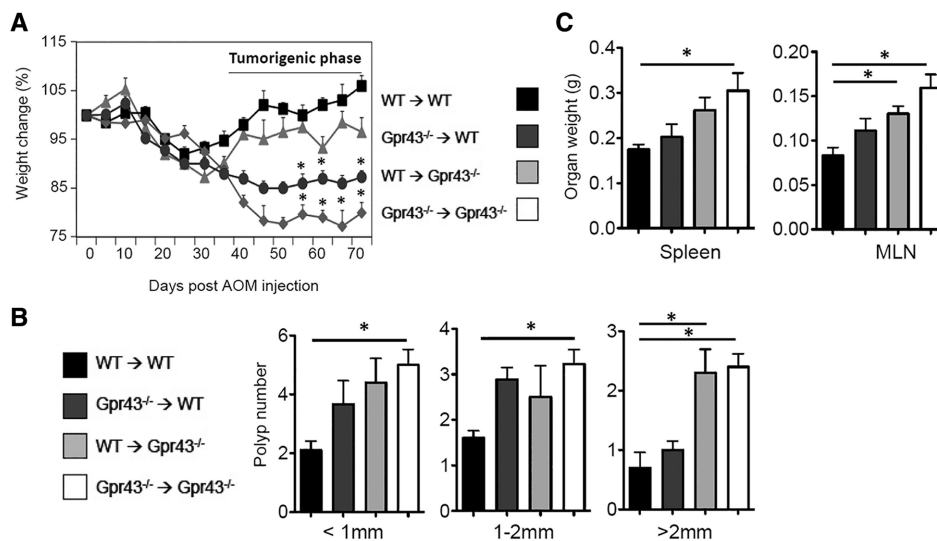 A
Weight change (%)
115
105
95
85
75
Tumorigenic phase
*
*
*
*
*
*
*
0 10 20 30 40 50 60 70
Days post AOM injection
WT → WT
Gpr43-/- → WT
WT → Gpr43-/-
Gpr43-/- → Gpr43-/-
C
Organ weight (g)
0.4
0.3
0.2
0.1
0.0
*
Spleen
0.20
0.15
0.10
0.05
0.00
*
*
MLN
B
WT → WT
Gpr43-/- → WT
WT → Gpr43-/-
Gpr43-/- → Gpr43-/-
Polyp number
6
4
2
0
*
< 1mm
4
3
2
1
0
*
1-2mm
3
2
1
0
*
*
>2mm